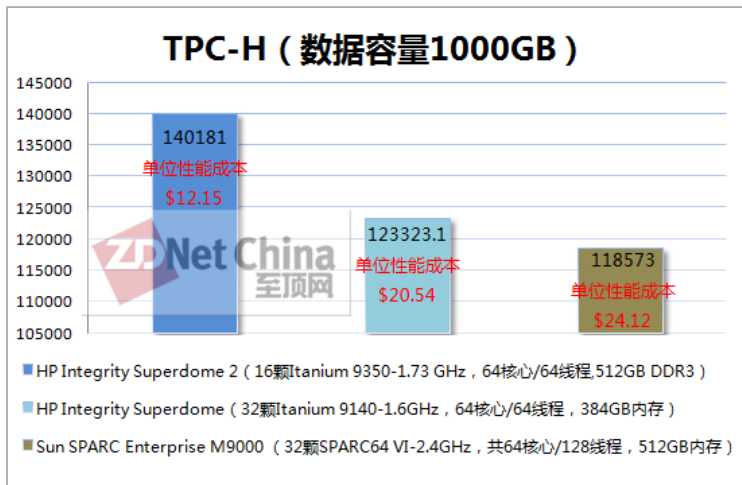 TPC-H（数据容量1000GB）
145000
140000
135000
130000
125000
120000
115000
110000
105000
140181
单位性能成本
$12.15
123323.1
单位性能成本
$20.54
118573
单位性能成本
$24.12
ZDNet China
至顶网
HP Integrity Superdome 2（16颗Itanium 9350-1.73 GHz，64核心/64线程,512GB DDR3）
HP Integrity Superdome（32颗Itanium 9140-1.6GHz，64核心/64线程，384GB内存）
Sun SPARC Enterprise M9000 （32颗SPARC64 VI-2.4GHz，共64核心/128线程，512GB内存）